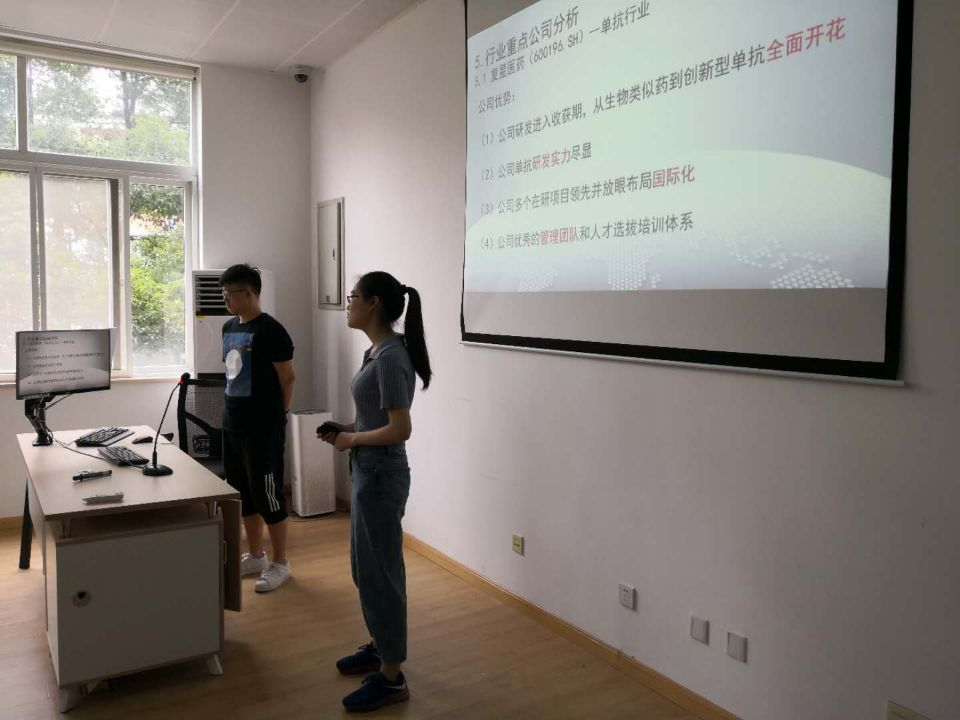 5.行业重点公司分析
5.1 复星医药（600196.SH）—单抗行业
公司优势：
（1）公司研发进入收获期，从生物类似药到创新型单抗全面开花
（2）公司单抗研发实力尽显
（3）公司多个在研项目领先并放眼布局国际化
（4）公司优秀的管理团队和人才选拔培训体系